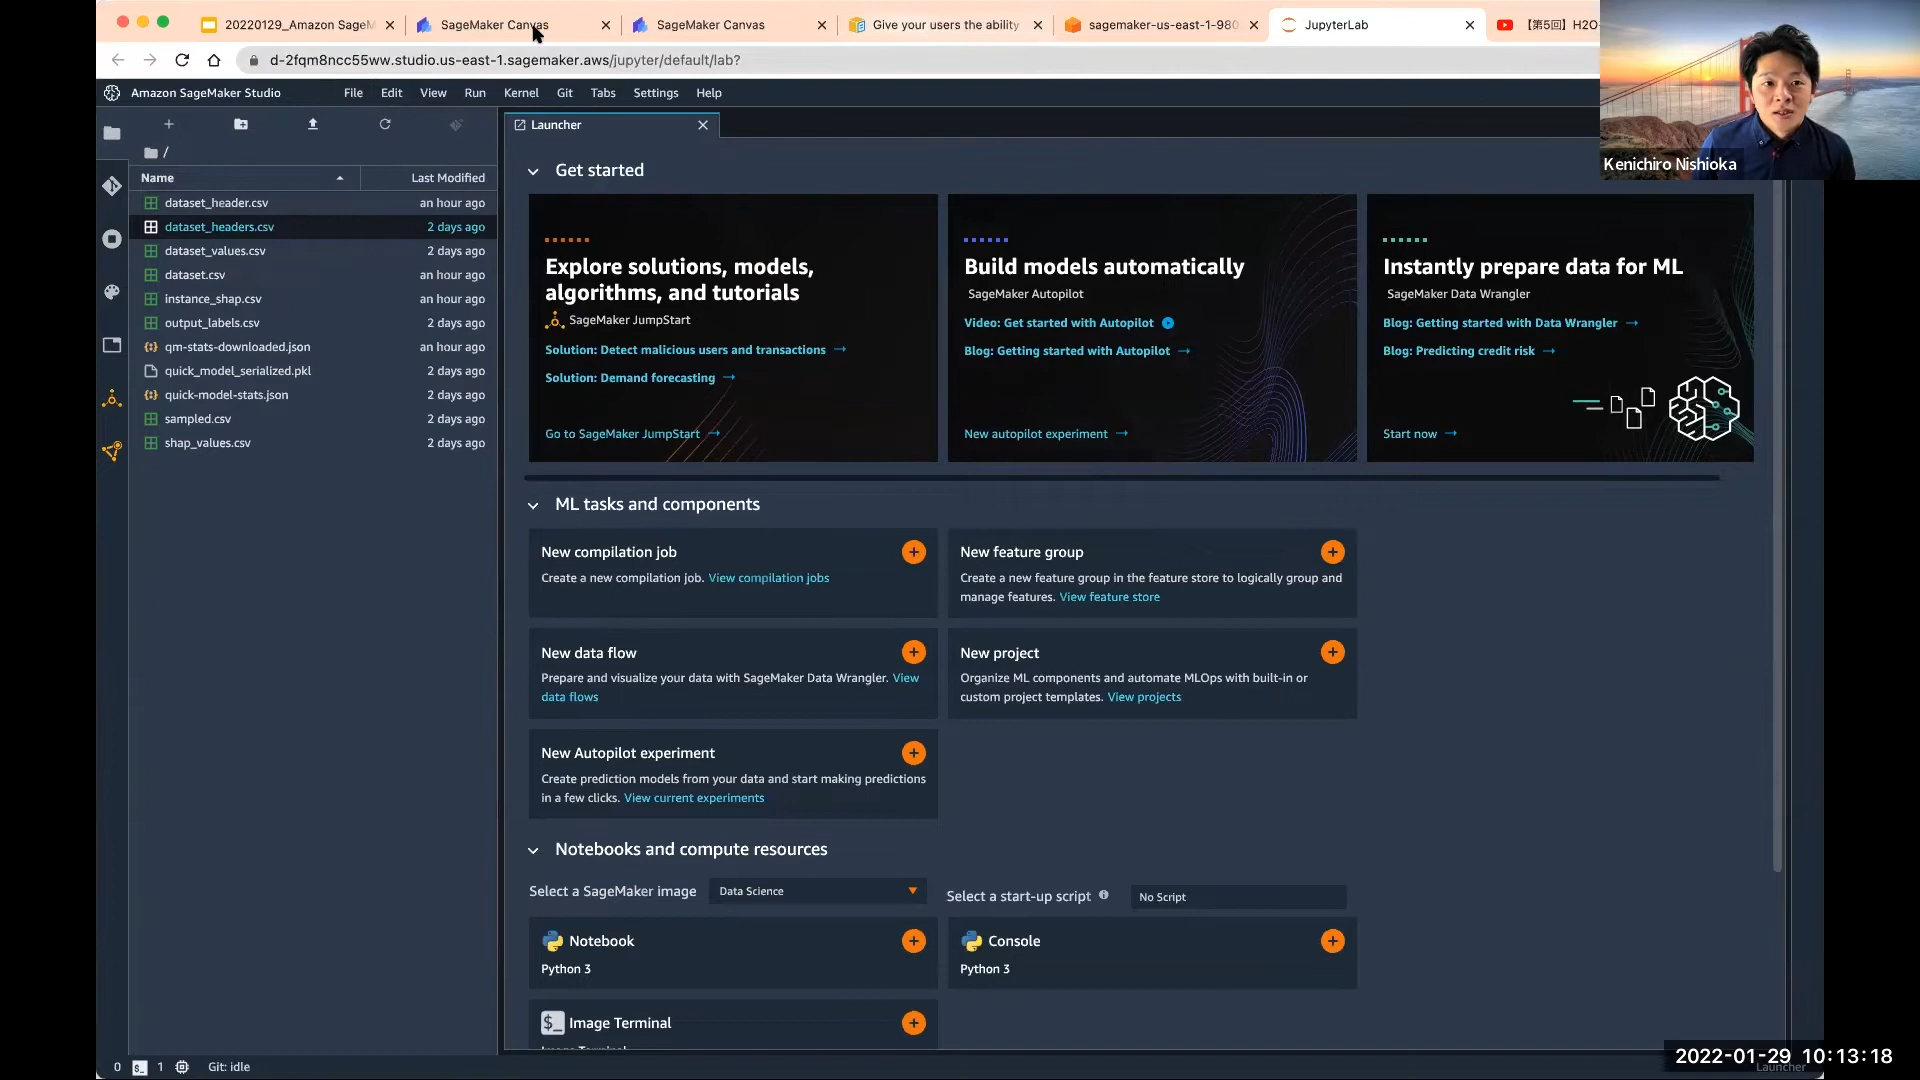 20220129_Amazon SageM
SageMaker Canvas
SageMaker Canvas
Give your users the ability
sagemaker-us-east-1-980
JupyterLab
【第5回】H2O
d-2fqm8ncc55ww.studio.us-east-1.sagemaker.aws/jupyter/default/lab?
Amazon SageMaker Studio
File Edit View Run Kernel Git Tabs Settings Help
Kenichiro Nishioka
/
Name Last Modified
dataset_header.csv an hour ago
dataset_headers.csv 2 days ago
dataset_values.csv 2 days ago
dataset.csv an hour ago
instance_shap.csv an hour ago
output_labels.csv 2 days ago
qm-stats-downloaded.json an hour ago
quick_model_serialized.pkl 2 days ago
quick-model-stats.json 2 days ago
sampled.csv 2 days ago
shap_values.csv 2 days ago
Launcher
Get started
Explore solutions, models,
algorithms, and tutorials
SageMaker JumpStart
Solution: Detect malicious users and transactions →
Solution: Demand forecasting →
Go to SageMaker JumpStart →
Build models automatically
SageMaker Autopilot
Video: Get started with Autopilot
Blog: Getting started with Autopilot →
New autopilot experiment →
Instantly prepare data for ML
SageMaker Data Wrangler
Blog: Getting started with Data Wrangler →
Blog: Predicting credit risk →
Start now →
ML tasks and components
New compilation job
Create a new compilation job. View compilation jobs
New feature group
Create a new feature group in the feature store to logically group and
manage features. View feature store
New data flow
Prepare and visualize your data with SageMaker Data Wrangler. View
data flows
New project
Organize ML components and automate MLOps with built-in or
custom project templates. View projects
New Autopilot experiment
Create prediction models from your data and start making predictions
in a few clicks. View current experiments
Notebooks and compute resources
Select a SageMaker image Data Science
Select a start-up script No Script
Notebook
Python 3
Console
Python 3
$_ Image Terminal
Image Terminal
0 $_ 1 Git: idle
2022-01-29 10:13:18
Launcher